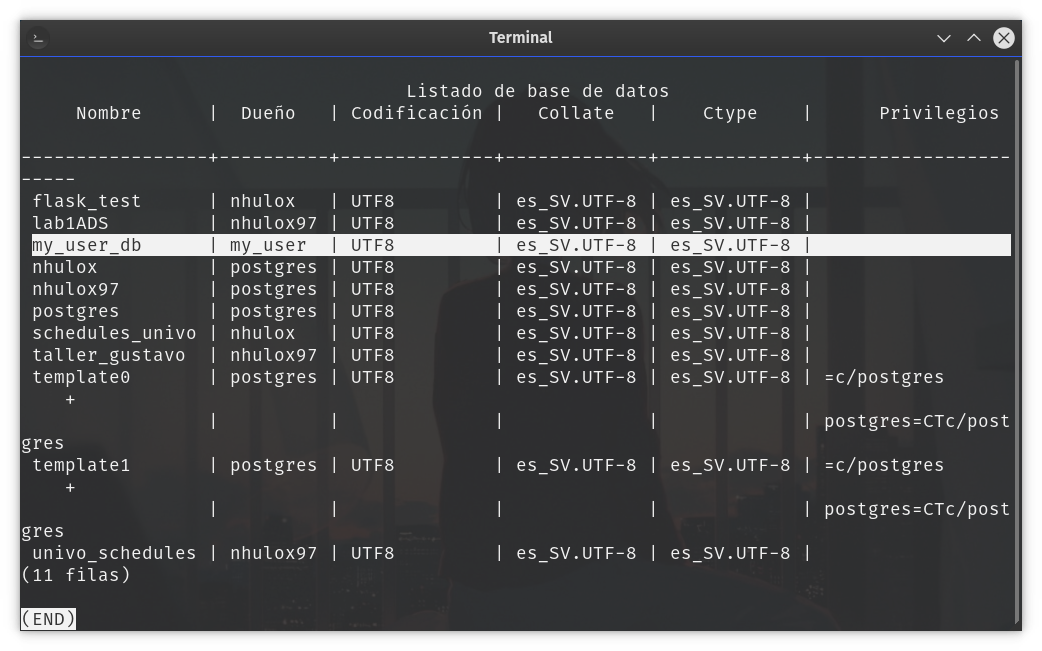 Terminal
Listado de base de datos
     Nombre      |  Dueño   | Codificación |   Collate   |    Ctype    |      Privilegios
-----------------+----------+--------------+-------------+-------------+------------------
-----
 flask_test      | nhulox   | UTF8         | es_SV.UTF-8 | es_SV.UTF-8 |
 lab1ADS         | nhulox97 | UTF8         | es_SV.UTF-8 | es_SV.UTF-8 |
 my_user_db      | my_user  | UTF8         | es_SV.UTF-8 | es_SV.UTF-8 |
 nhulox          | postgres | UTF8         | es_SV.UTF-8 | es_SV.UTF-8 |
 nhulox97        | postgres | UTF8         | es_SV.UTF-8 | es_SV.UTF-8 |
 postgres        | postgres | UTF8         | es_SV.UTF-8 | es_SV.UTF-8 |
 schedules_univo | nhulox   | UTF8         | es_SV.UTF-8 | es_SV.UTF-8 |
 taller_gustavo  | nhulox97 | UTF8         | es_SV.UTF-8 | es_SV.UTF-8 |
 template0       | postgres | UTF8         | es_SV.UTF-8 | es_SV.UTF-8 | =c/postgres
    +
                 |          |              |             |             | postgres=CTc/post
gres
 template1       | postgres | UTF8         | es_SV.UTF-8 | es_SV.UTF-8 | =c/postgres
    +
                 |          |              |             |             | postgres=CTc/post
gres
 univo_schedules | nhulox97 | UTF8         | es_SV.UTF-8 | es_SV.UTF-8 |
(11 filas)
(END)